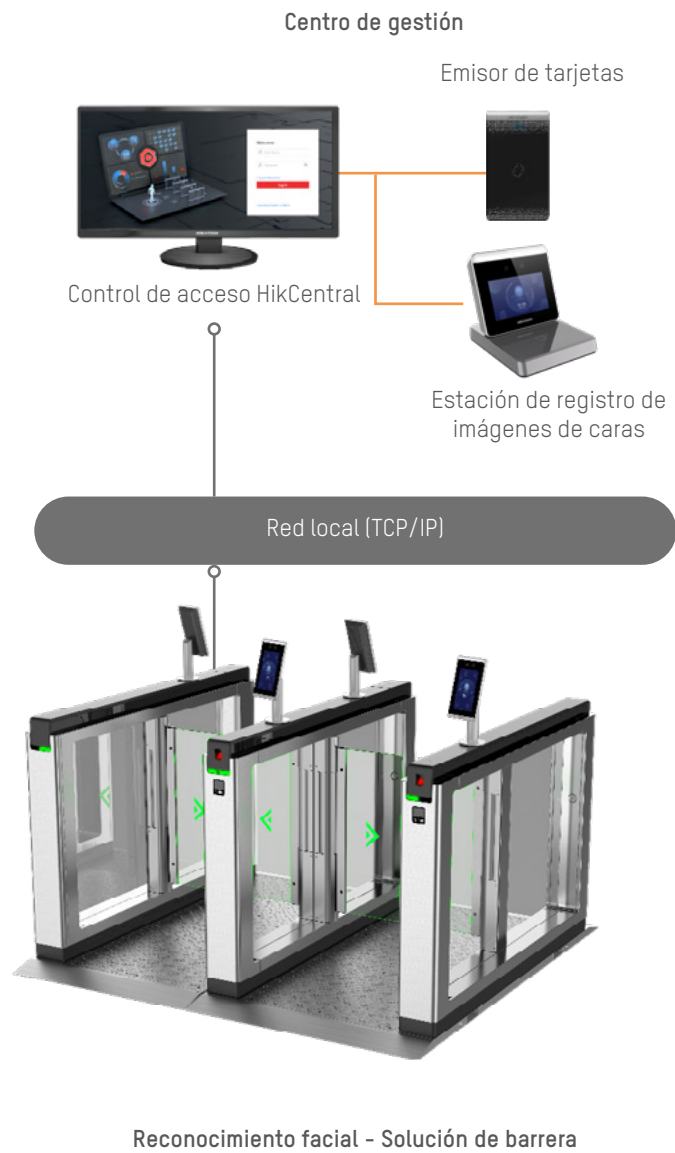 Centro de gestión
Emisor de tarjetas
Control de acceso HikCentral
Estación de registro de
imágenes de caras
Red local (TCP/IP)
Reconocimiento facial - Solución de barrera